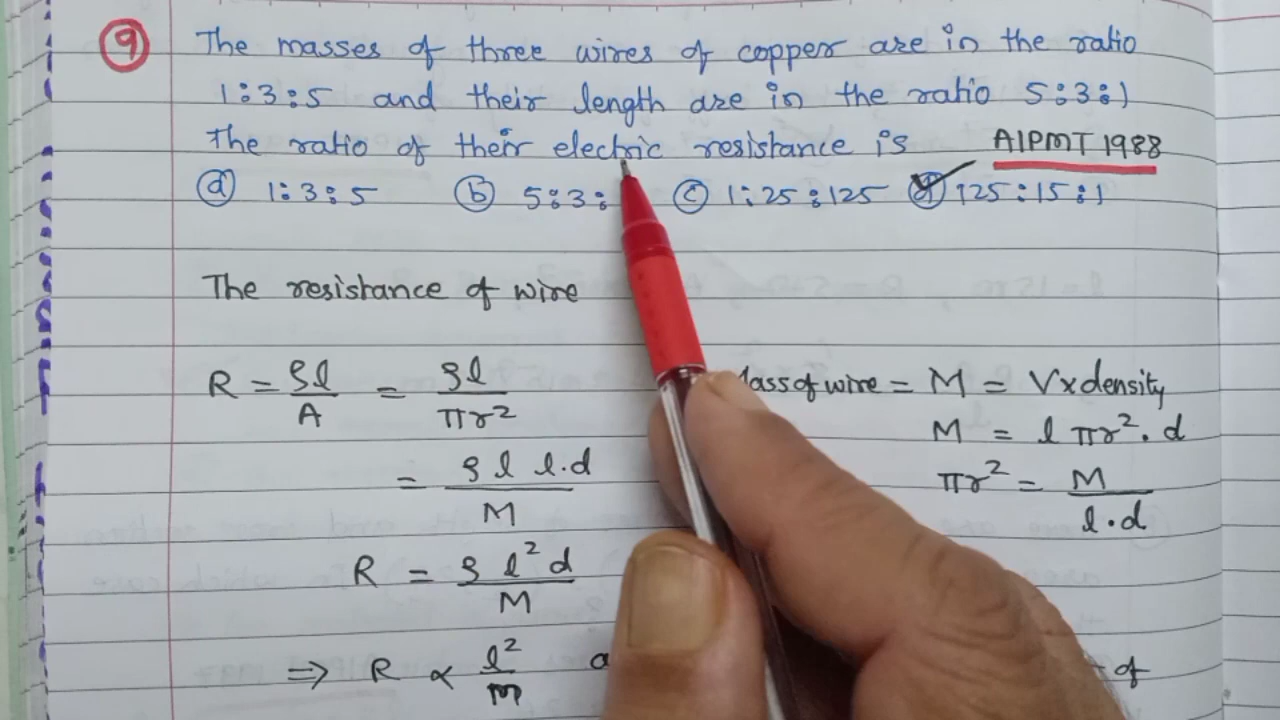 9 The masses of three wires of copper are in the ratio
1:3:5 and their length are in the ratio 5:3:1
The ratio of their electric resistance is AIPMT 1988
(a) 1:3:5 (b) 5:3: (c) 1:25:125 (d) 125:15:1
The resistance of wire
R = ρl/A = ρl/πr²
Mass of wire = M = V x density
M = l πr². d
= ρ l l.d/M
πr² = M/l.d
R = ρ l² d/M
⇒ R ∝ l²/m
of